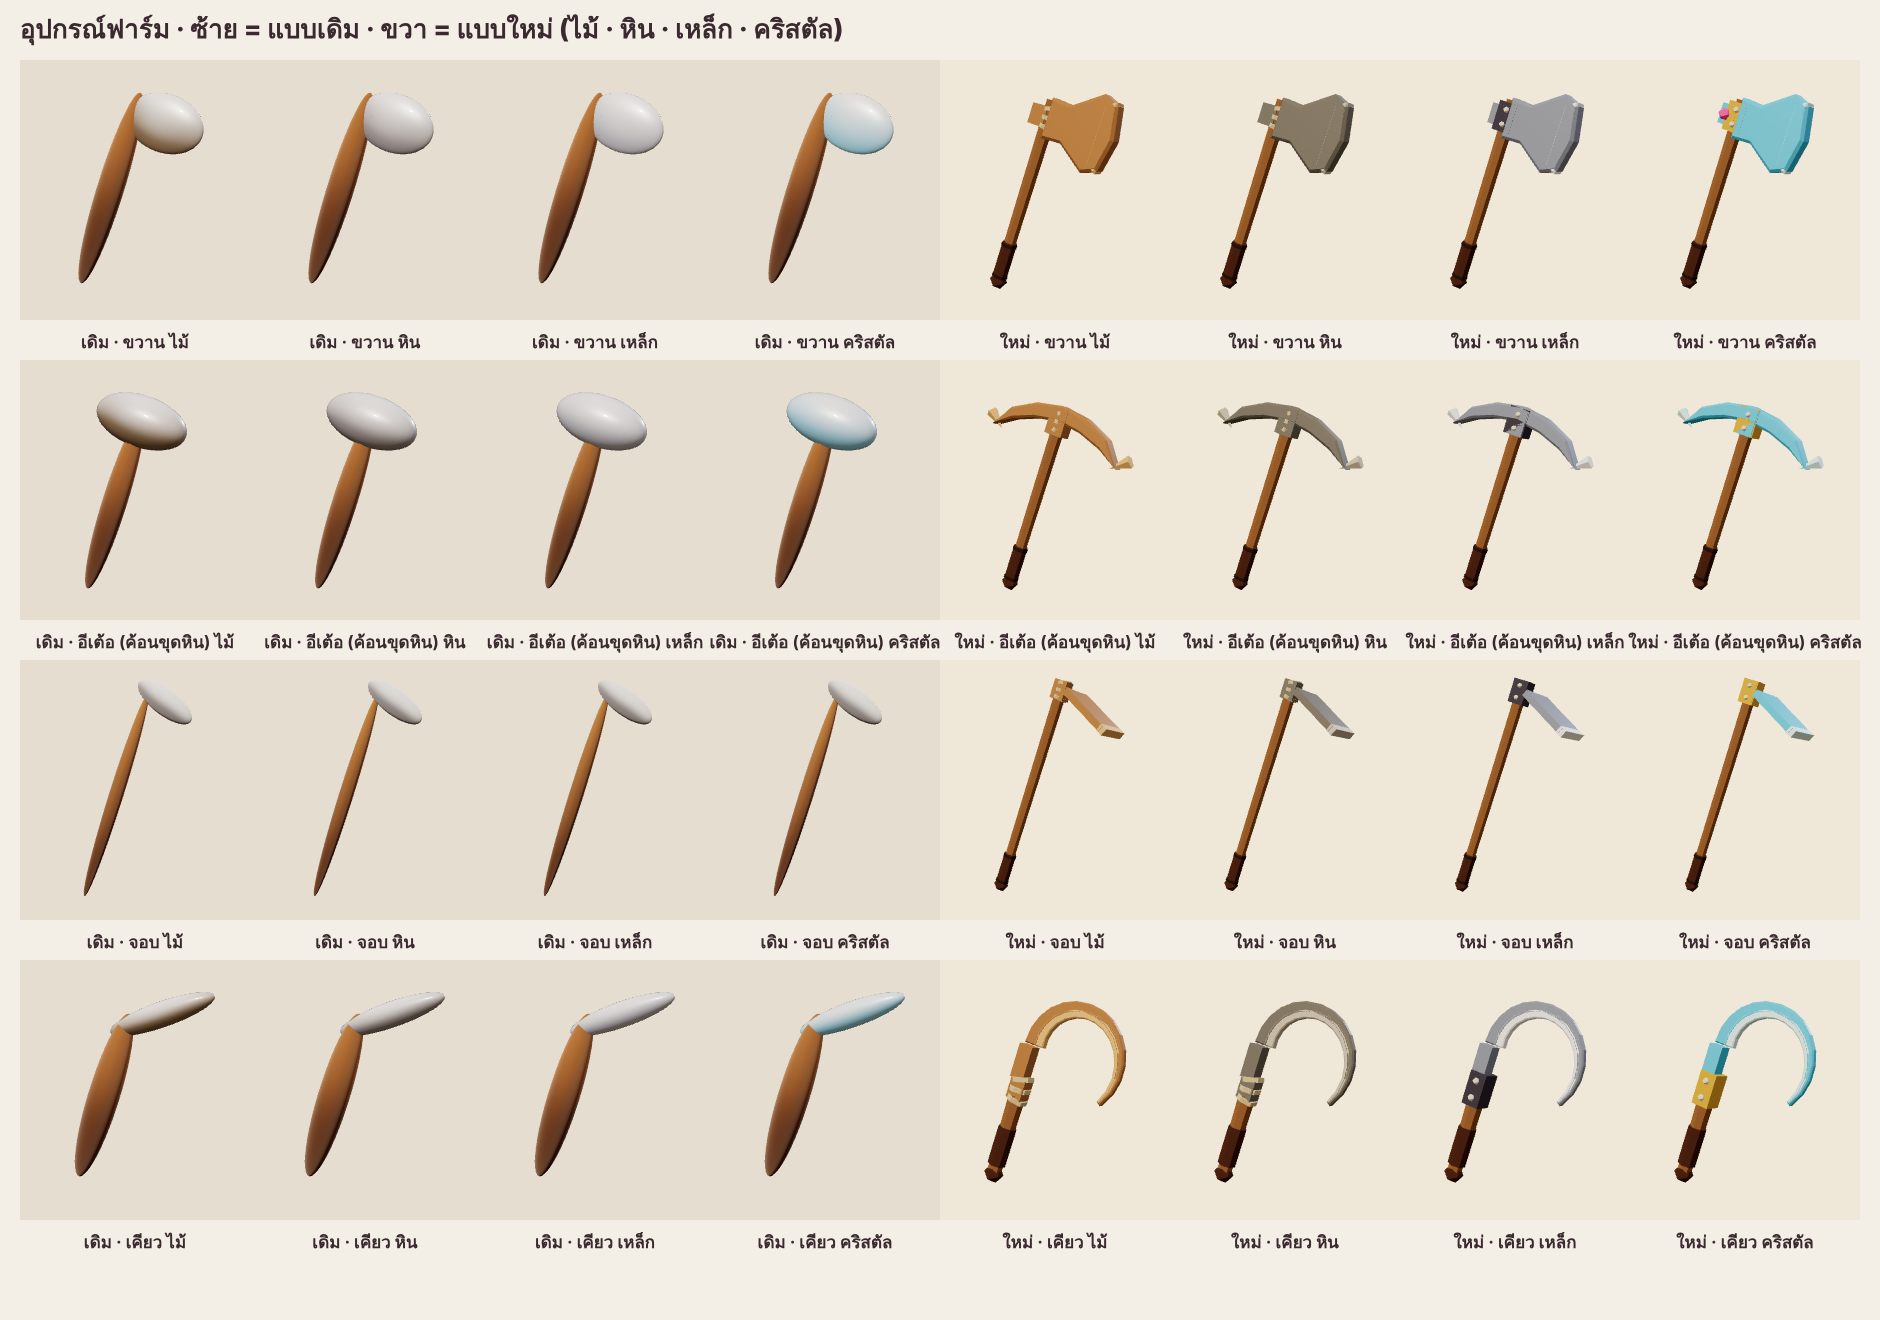 อุปกรณ์ฟาร์ม · ซ้าย = แบบเดิม · ขวา = แบบใหม่ (ไม้ · หิน · เหล็ก · คริสตัล)
เดิม · ขวาน ไม้ เดิม · ขวาน หิน เดิม · ขวาน เหล็ก เดิม · ขวาน คริสตัล ใหม่ · ขวาน ไม้ ใหม่ · ขวาน หิน ใหม่ · ขวาน เหล็ก ใหม่ · ขวาน คริสตัล
เดิม · อีเต้อ (ค้อนขุดหิน) ไม้ เดิม · อีเต้อ (ค้อนขุดหิน) หิน เดิม · อีเต้อ (ค้อนขุดหิน) เหล็ก เดิม · อีเต้อ (ค้อนขุดหิน) คริสตัล ใหม่ · อีเต้อ (ค้อนขุดหิน) ไม้ ใหม่ · อีเต้อ (ค้อนขุดหิน) หิน ใหม่ · อีเต้อ (ค้อนขุดหิน) เหล็ก ใหม่ · อีเต้อ (ค้อนขุดหิน) คริสตัล
เดิม · จอบ ไม้ เดิม · จอบ หิน เดิม · จอบ เหล็ก เดิม · จอบ คริสตัล ใหม่ · จอบ ไม้ ใหม่ · จอบ หิน ใหม่ · จอบ เหล็ก ใหม่ · จอบ คริสตัล
เดิม · เคียว ไม้ เดิม · เคียว หิน เดิม · เคียว เหล็ก เดิม · เคียว คริสตัล ใหม่ · เคียว ไม้ ใหม่ · เคียว หิน ใหม่ · เคียว เหล็ก ใหม่ · เคียว คริสตัล